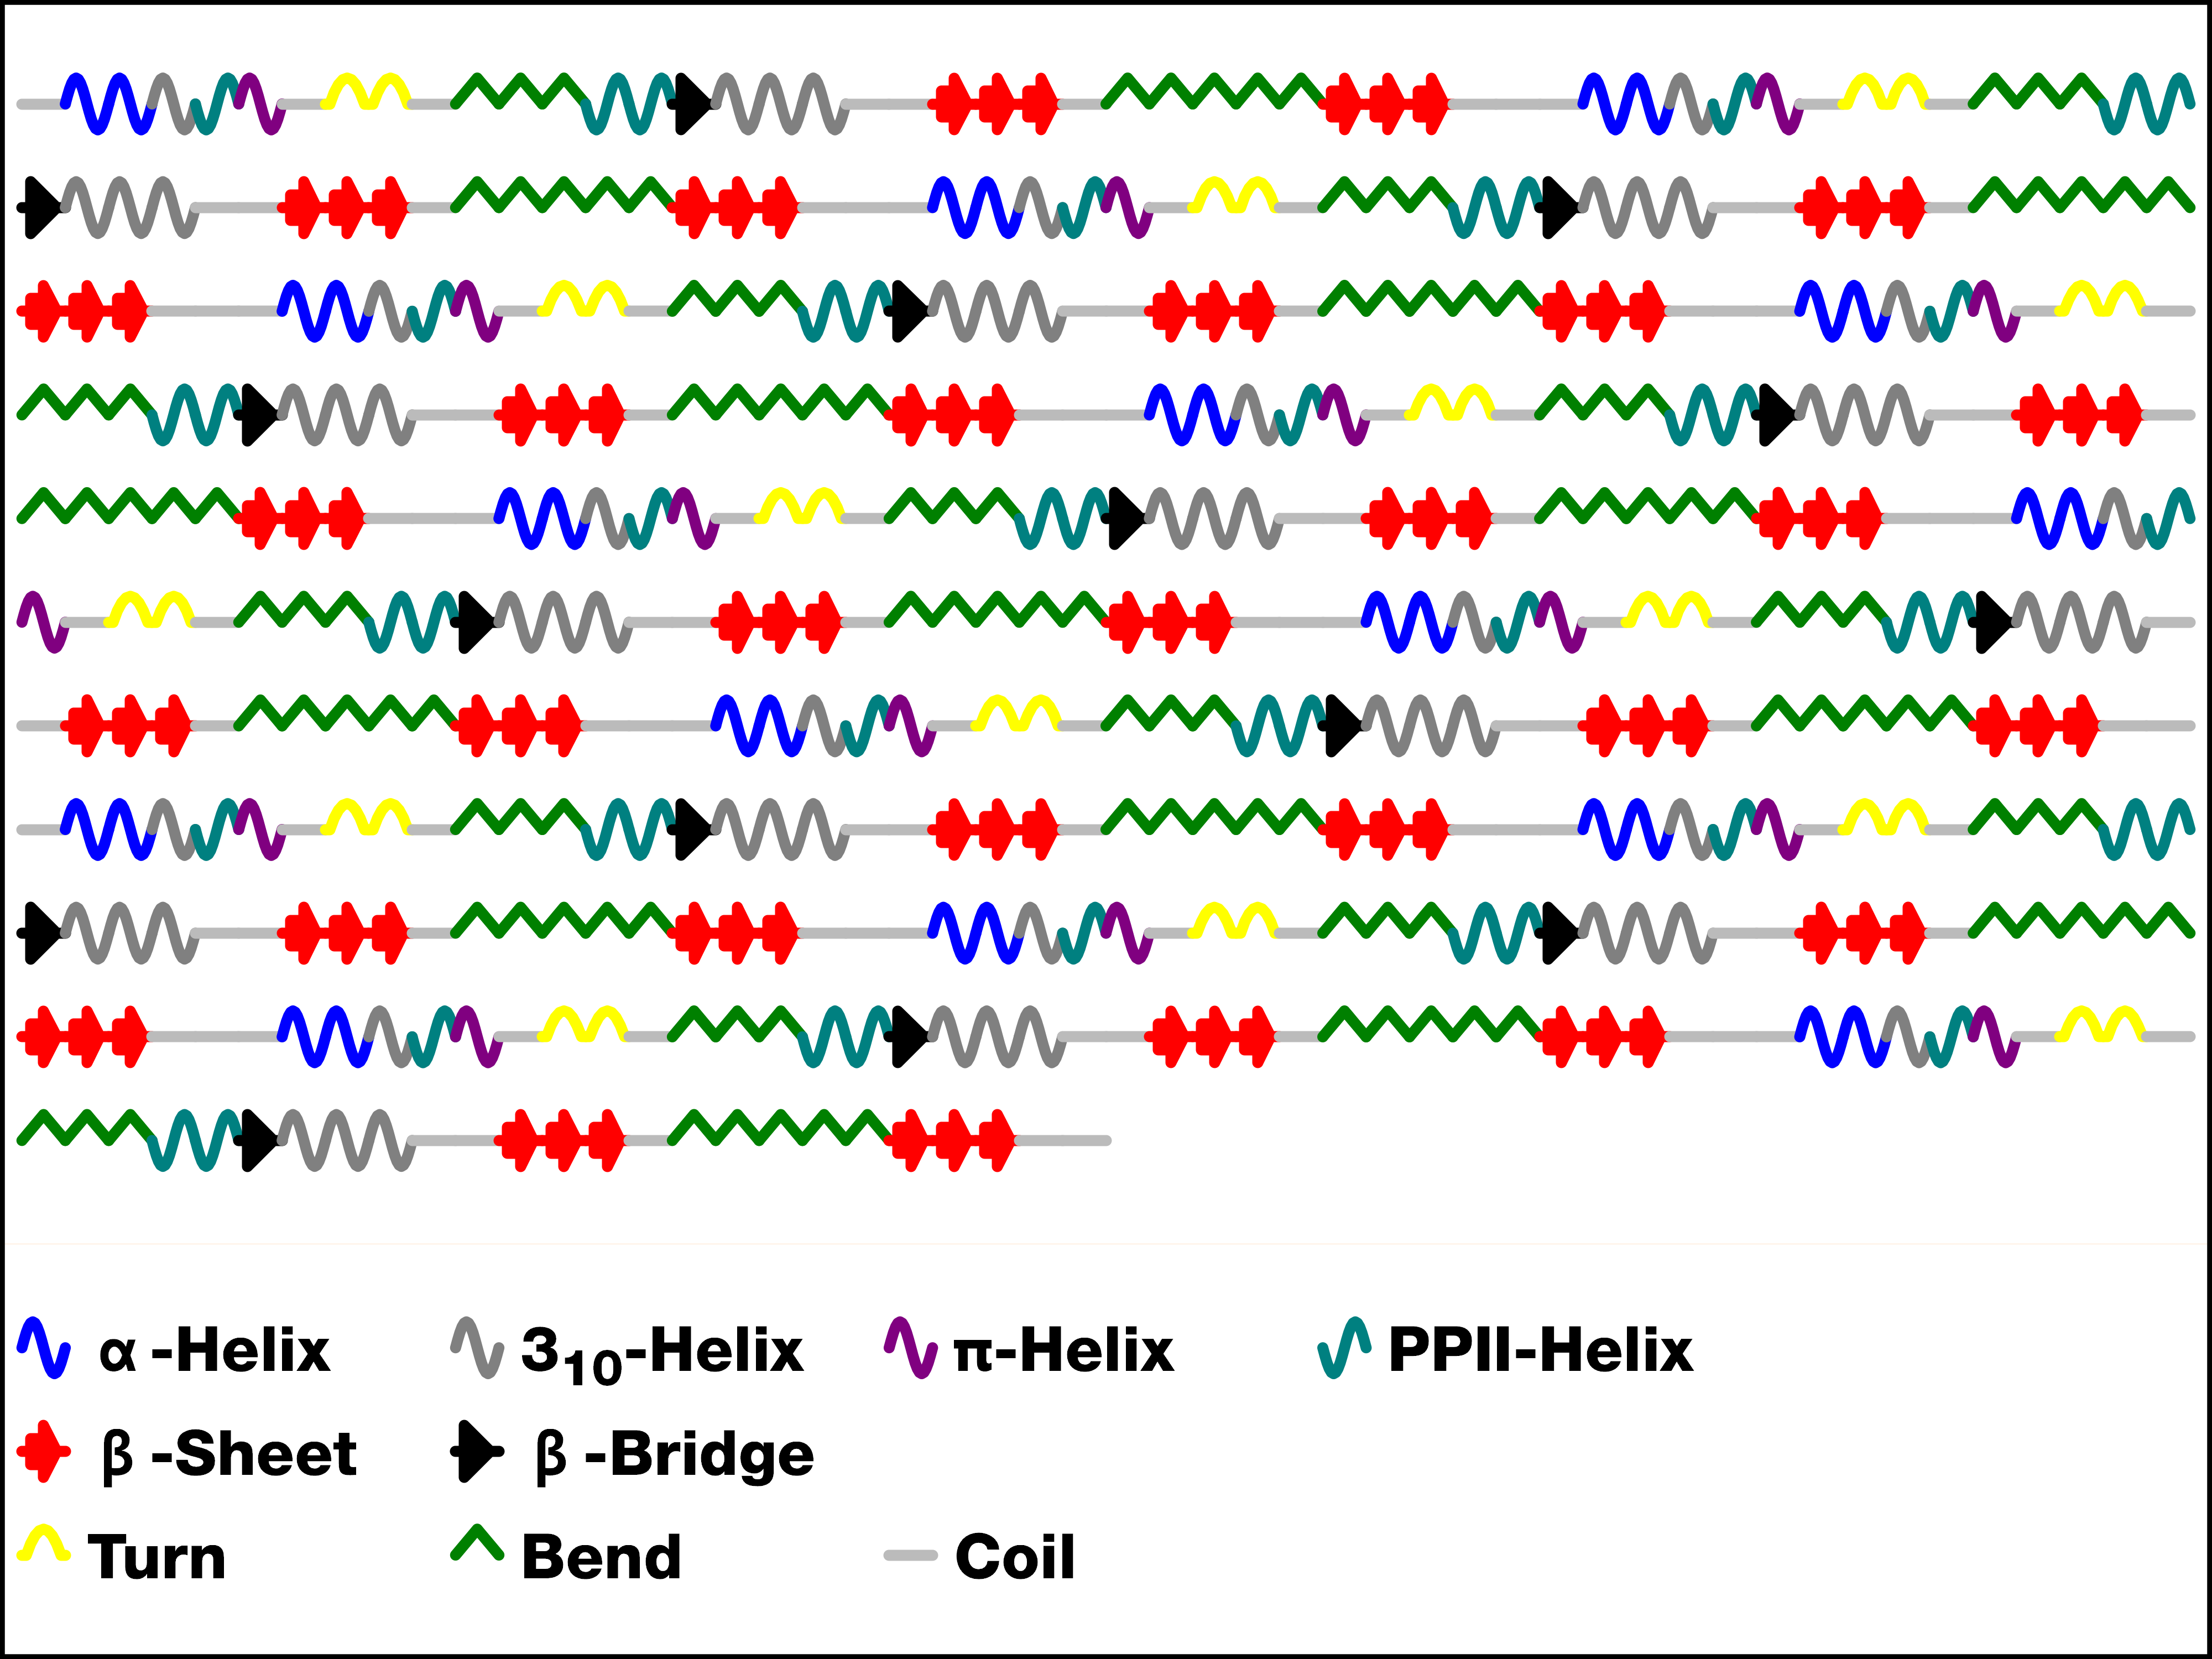 α -Helix 3₁₀-Helix π-Helix PPII-Helix
β -Sheet β -Bridge
Turn Bend Coil